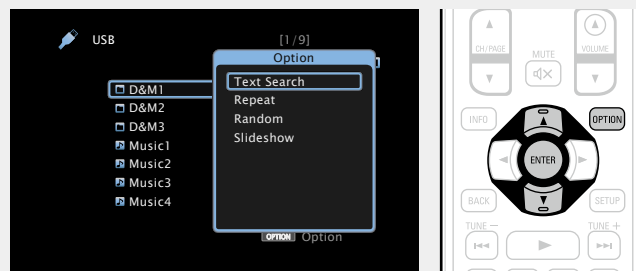 USB
[1/9]
Option
Text Search
Repeat
Random
Slideshow
D&M1
D&M2
D&M3
Music1
Music2
Music3
Music4
OPTION Option
CH/PAGE
MUTE
VOLUME
INFO
OPTION
ENTER
BACK
SETUP
TUNE −
TUNE +